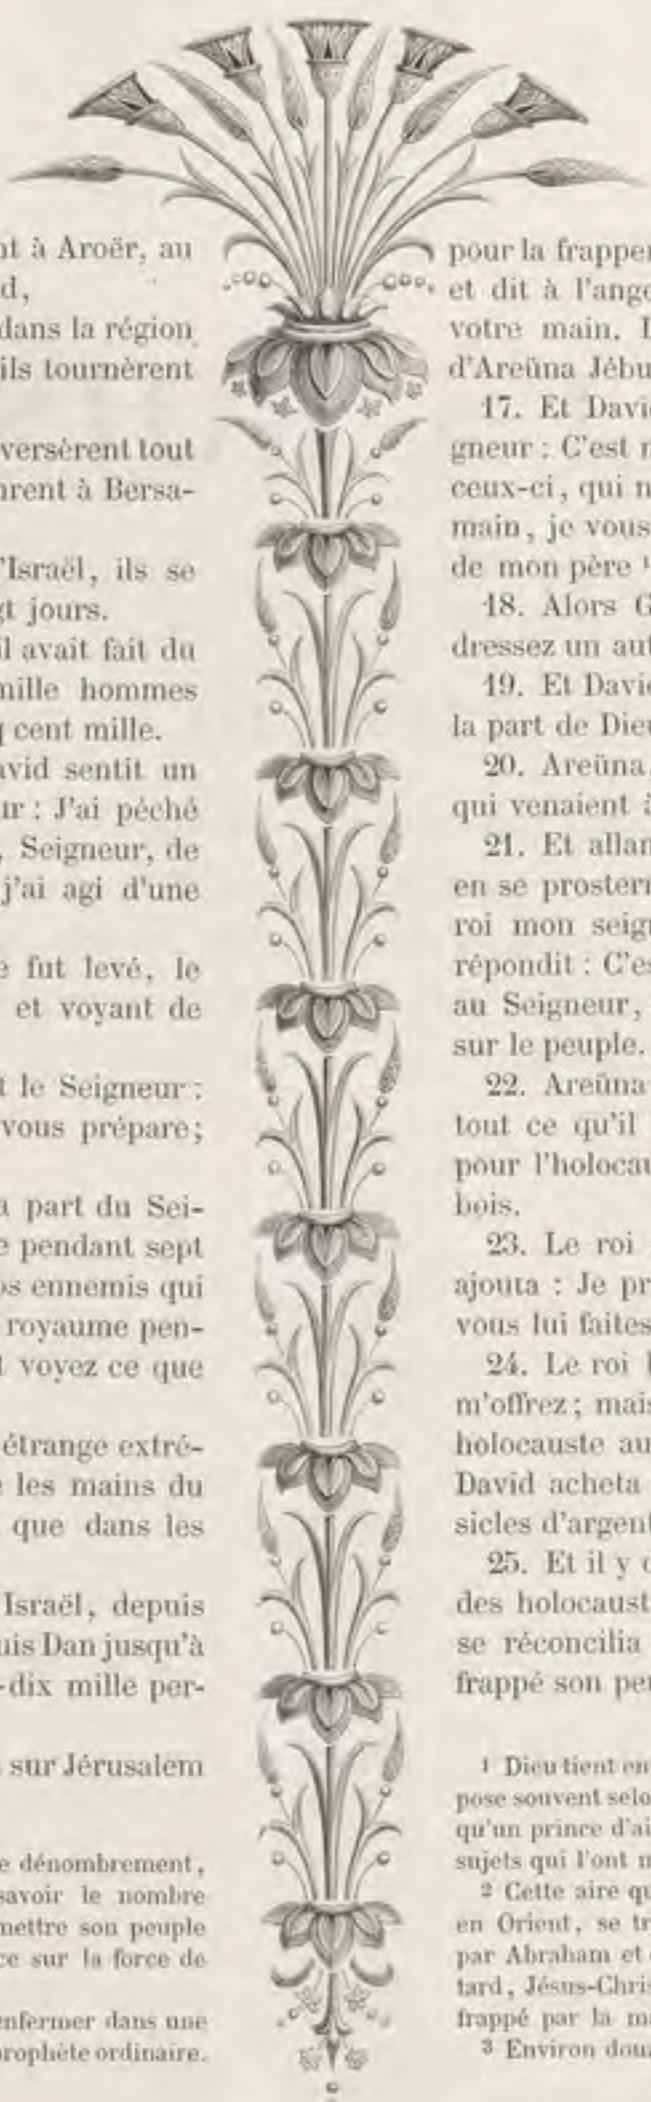 nt à Aroër, au
d,
dans la région
ils tournèrent
versèrent tout
nrent à Bersa-
'Israël, ils se
gt jours.
il avait fait du
mille hommes
q cent mille.
avid sentit un
ur : J'ai péché
, Seigneur, de
j'ai agi d'une
e fut levé, le
et voyant de
t le Seigneur :
vous prépare ;
a part du Sei-
e pendant sept
os ennemis qui
royaume pen-
t voyez ce que
étrange extré-
e les mains du
que dans les
Israël, depuis
uis Dan jusqu'à
-dix mille per-
sur Jérusalem
e dénombrement,
savoir le nombre
mettre son peuple
ce sur la force de
enfermer dans une
prophète ordinaire.
pour la frapper
et dit à l'ange
votre main. L
d'Areüna Jébu
17. Et Davi
gneur : C'est m
ceux-ci, qui n
main, je vous
de mon père 1
18. Alors G
dressez un aut
19. Et Davi
la part de Dieu
20. Areüna,
qui venaient à
21. Et allan
en se prostern
roi mon seign
répondit : C'es
au Seigneur,
sur le peuple.
22. Areüna
tout ce qu'il
pour l'holocau
bois.
23. Le roi
ajouta : Je pr
vous lui faites
24. Le roi l
m'offrez ; mais
holocauste au
David acheta
sicles d'argent
25. Et il y
des holocaust
se réconcilia
frappé son peu
1 Dieu tient en
pose souvent selo
qu'un prince d'ai
sujets qui l'ont m
2 Cette aire qu
en Orient, se tr
par Abraham et
tard, Jésus-Chris
frappé par la ma
3 Environ dou